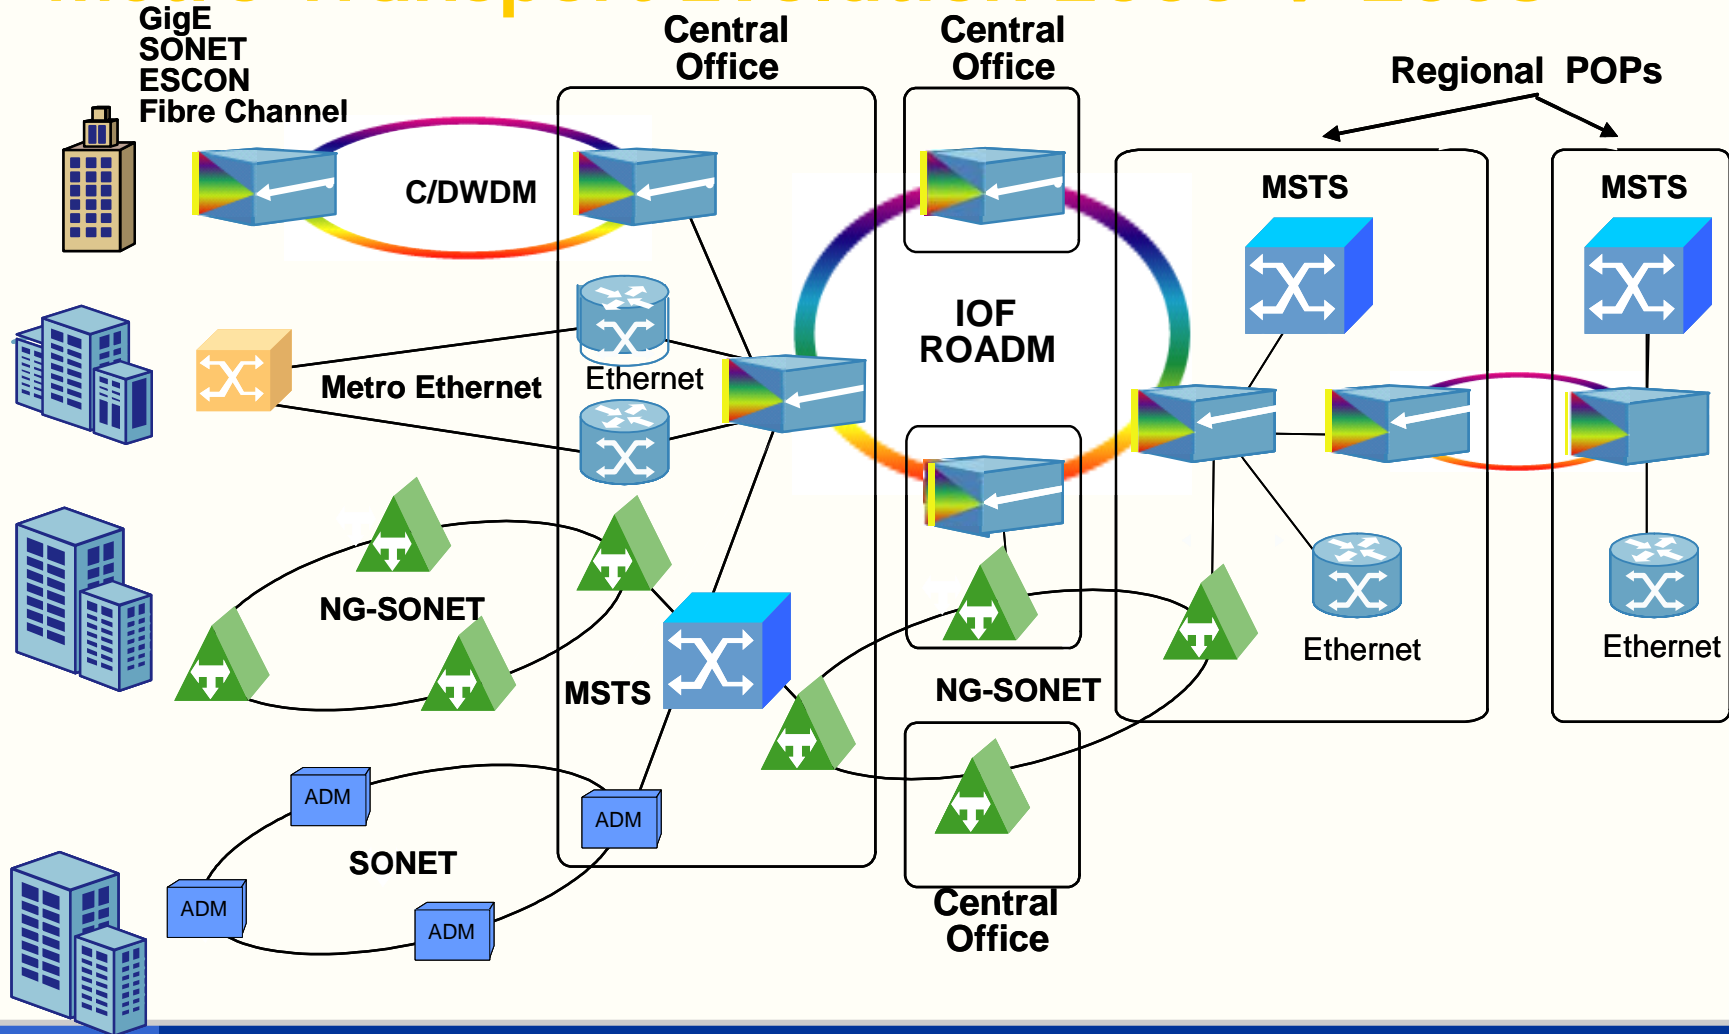 GigE
SONET
ESCON
Fibre Channel
Central
Office
Central
Office
Regional POPs
C/DWDM
MSTS
MSTS
IOF
ROADM
Metro Ethernet
Ethernet
NG-SONET
MSTS
NG-SONET
Ethernet
Ethernet
ADM
ADM
SONET
ADM
ADM
Central
Office